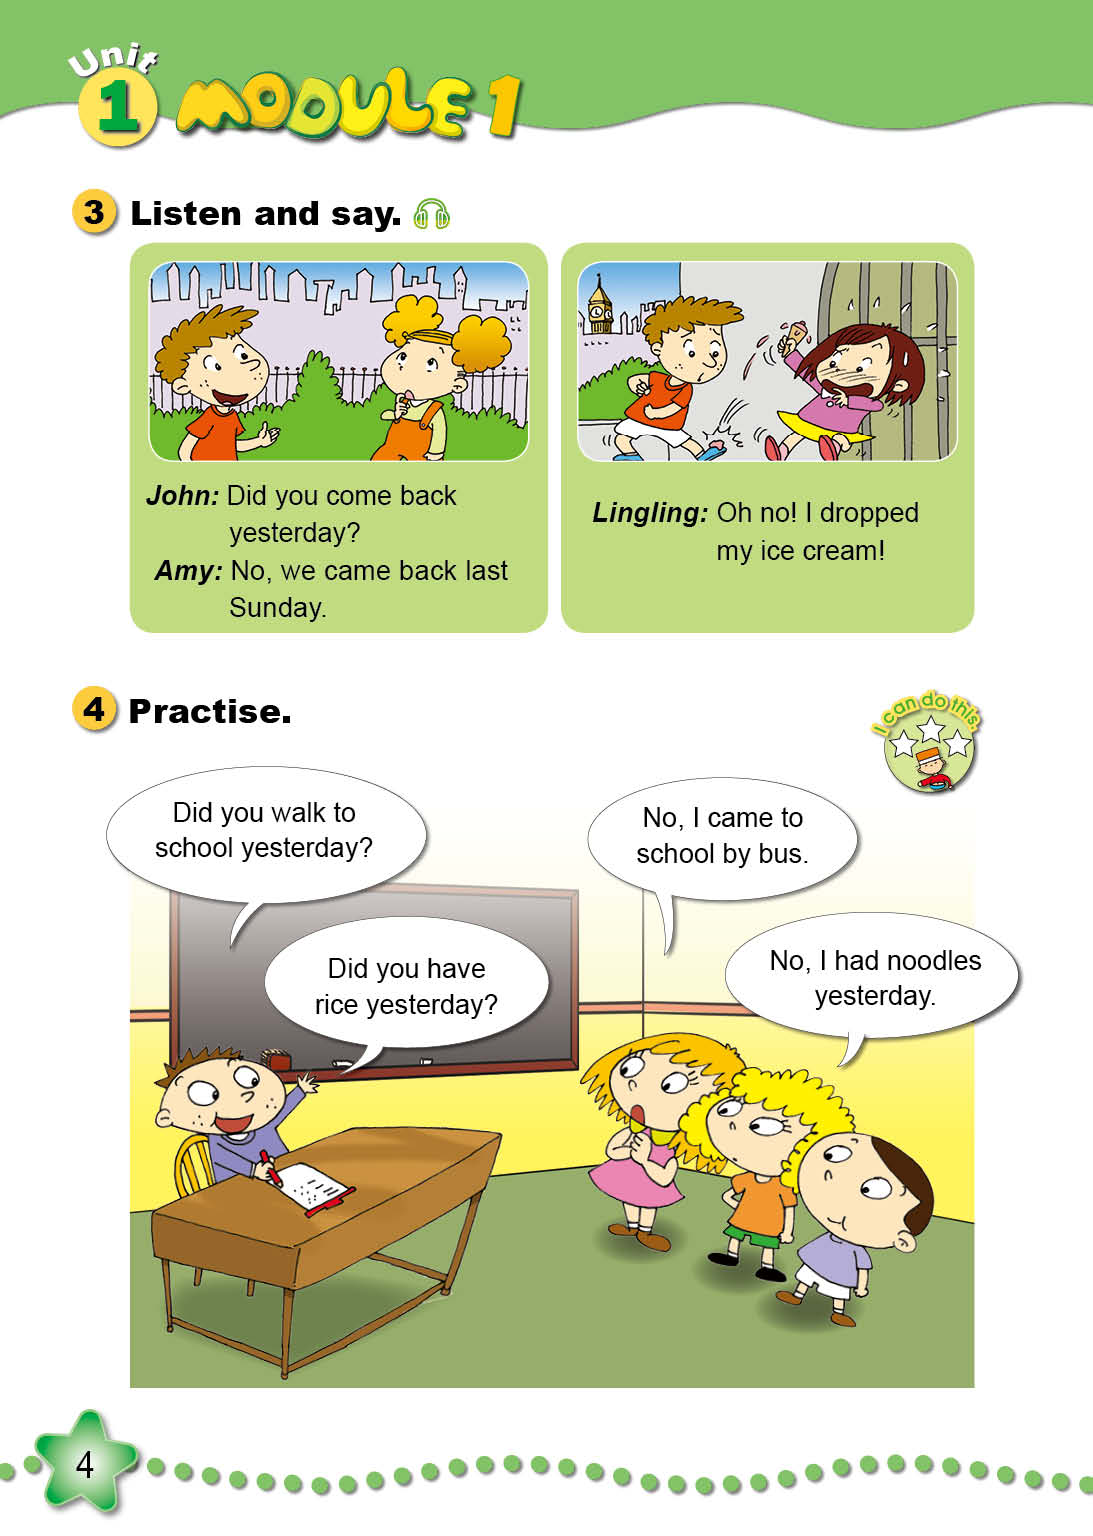 Unit
1 MODULE 1
3 Listen and say.
John: Did you come back
yesterday?
Amy: No, we came back last
Sunday.
Lingling: Oh no! I dropped
my ice cream!
4 Practise.
I can do this.
Did you walk to
school yesterday?
No, I came to
school by bus.
Did you have
rice yesterday?
No, I had noodles
yesterday.
4